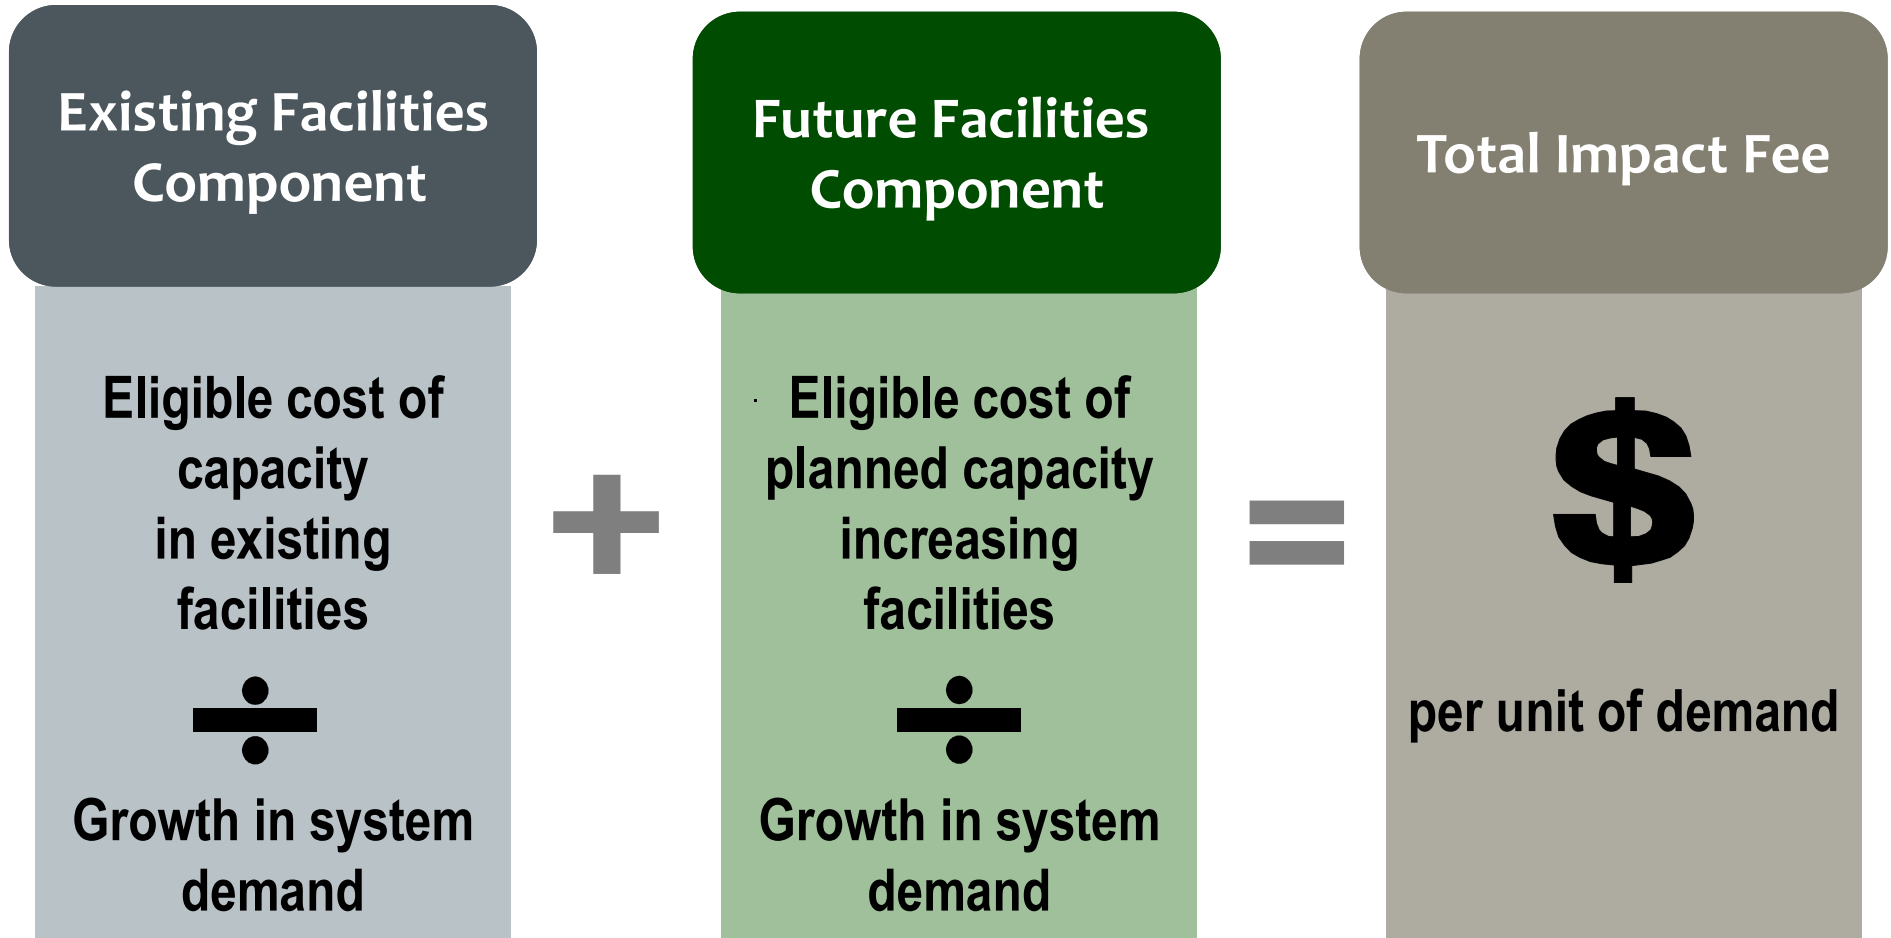 Existing Facilities
Component
Eligible cost of
capacity
in existing
facilities
÷
Growth in system
demand
+
Future Facilities
Component
Eligible cost of
planned capacity
increasing
facilities
÷
Growth in system
demand
=
Total Impact Fee
$
per unit of demand